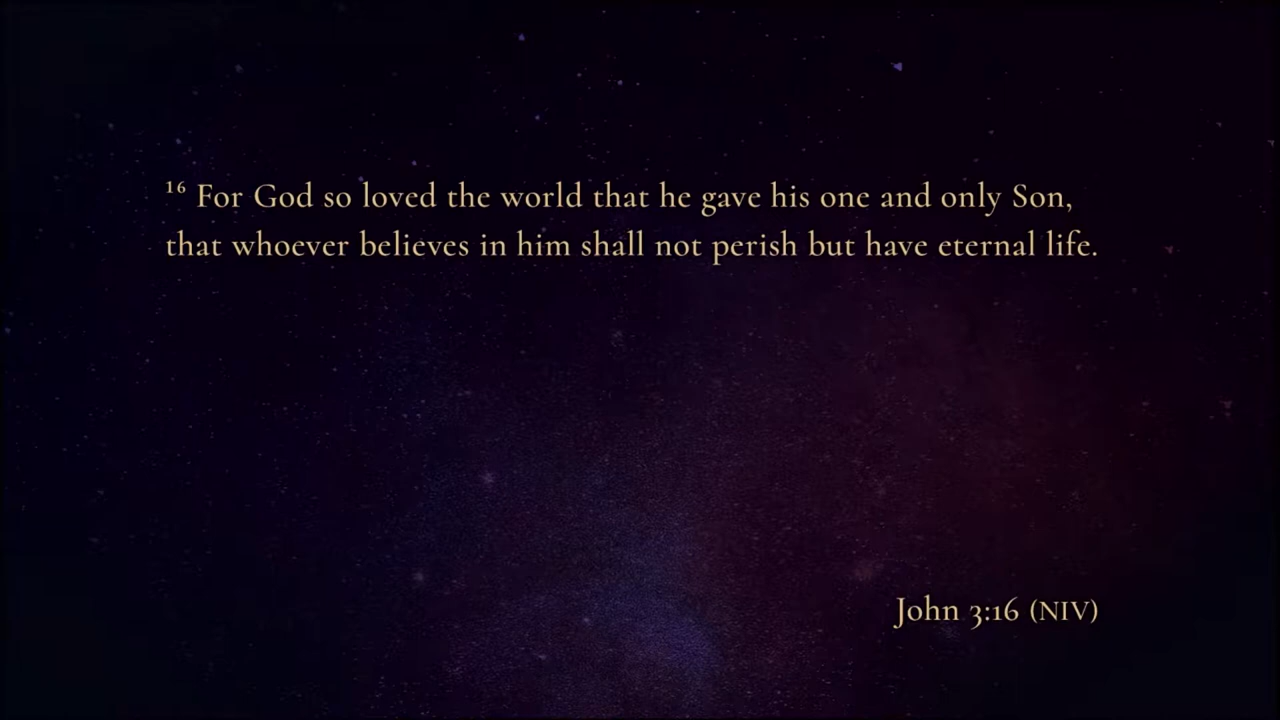 ¹⁶ For God so loved the world that he gave his one and only Son,
that whoever believes in him shall not perish but have eternal life.
John 3:16 (NIV)